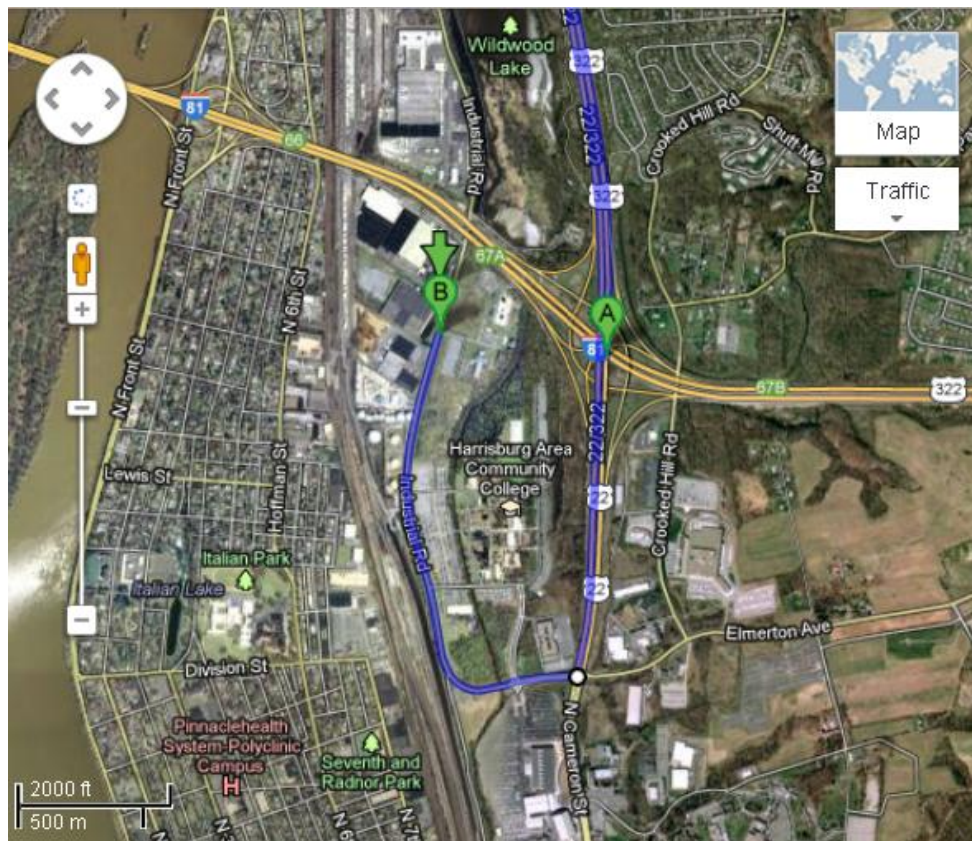 Wildwood
Lake
22
322
22/322
Crooked Hill Rd
Shutt Mill Rd
Map
Traffic
81
N Front St
66
Industrial Rd
322
67A
B
A
N 6th St
81
67B
322
N Front St
22/322
Lewis St
Hoffman St
Harrisburg Area
Community
College
22
Crooked Hill Rd
Industrial Rd
Italian Park
Italian Lake
22
Elmerton Ave
Division St
N Cameron St
Pinnaclehealth
System-Polyclinic
Campus
H
Seventh and
Radnor Park
2000 ft
500 m